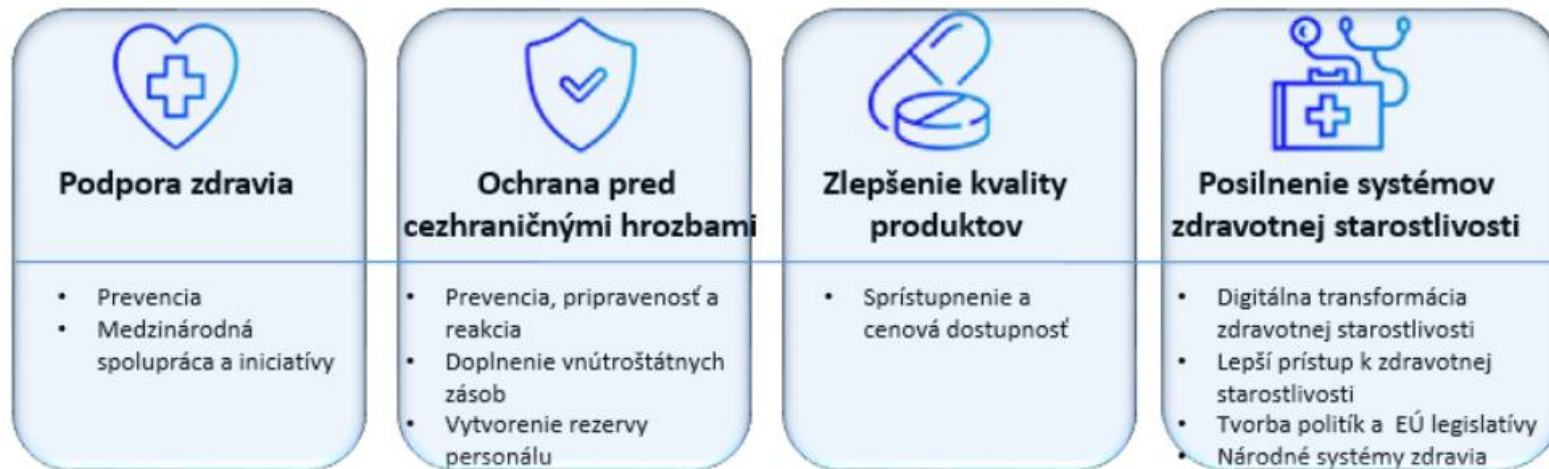 Podpora zdravia
• Prevencia
• Medzinárodná
spolupráca a iniciatívy
Ochrana pred
cezhraničnými hrozbami
• Prevencia, pripravenosť a
reakcia
• Doplnenie vnútroštátnych
zásob
• Vytvorenie rezervy
personálu
Zlepšenie kvality
produktov
• Sprístupnenie a
cenová dostupnosť
Posilnenie systémov
zdravotnej starostlivosti
• Digitálna transformácia
zdravotnej starostlivosti
• Lepší prístup k zdravotnej
starostlivosti
• Tvorba politík a EÚ legislatívy
• Národné systémy zdravia